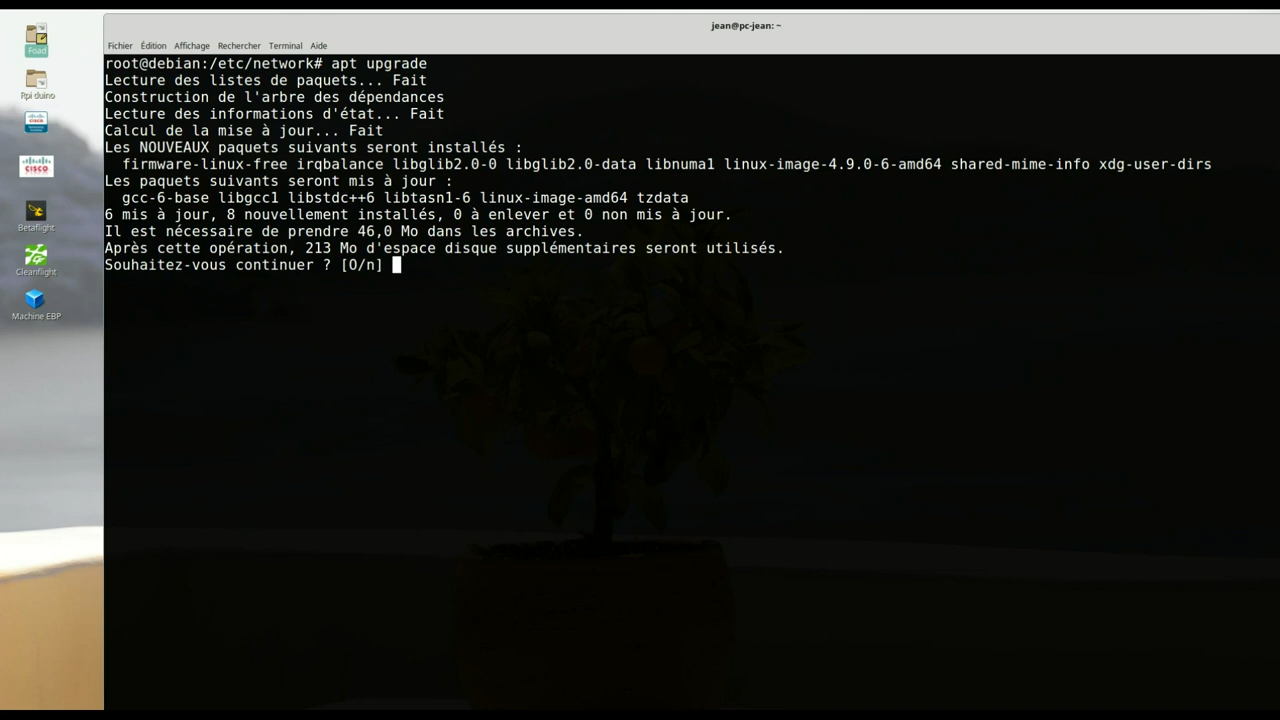 jean@pc-jean: ~
Fichier Édition Affichage Rechercher Terminal Aide
root@debian:/etc/network# apt upgrade
Lecture des listes de paquets... Fait
Construction de l'arbre des dépendances
Lecture des informations d'état... Fait
Calcul de la mise à jour... Fait
Les NOUVEAUX paquets suivants seront installés :
firmware-linux-free irqbalance libglib2.0-0 libglib2.0-data libnuma1 linux-image-4.9.0-6-amd64 shared-mime-info xdg-user-dirs
Les paquets suivants seront mis à jour :
gcc-6-base libgcc1 libstdc++6 libtasn1-6 linux-image-amd64 tzdata
6 mis à jour, 8 nouvellement installés, 0 à enlever et 0 non mis à jour.
Il est nécessaire de prendre 46,0 Mo dans les archives.
Après cette opération, 213 Mo d'espace disque supplémentaires seront utilisés.
Souhaitez-vous continuer ? [O/n]
Foad
Rpi duino
CISCO
Betaflight
Cleanflight
Machine EBP